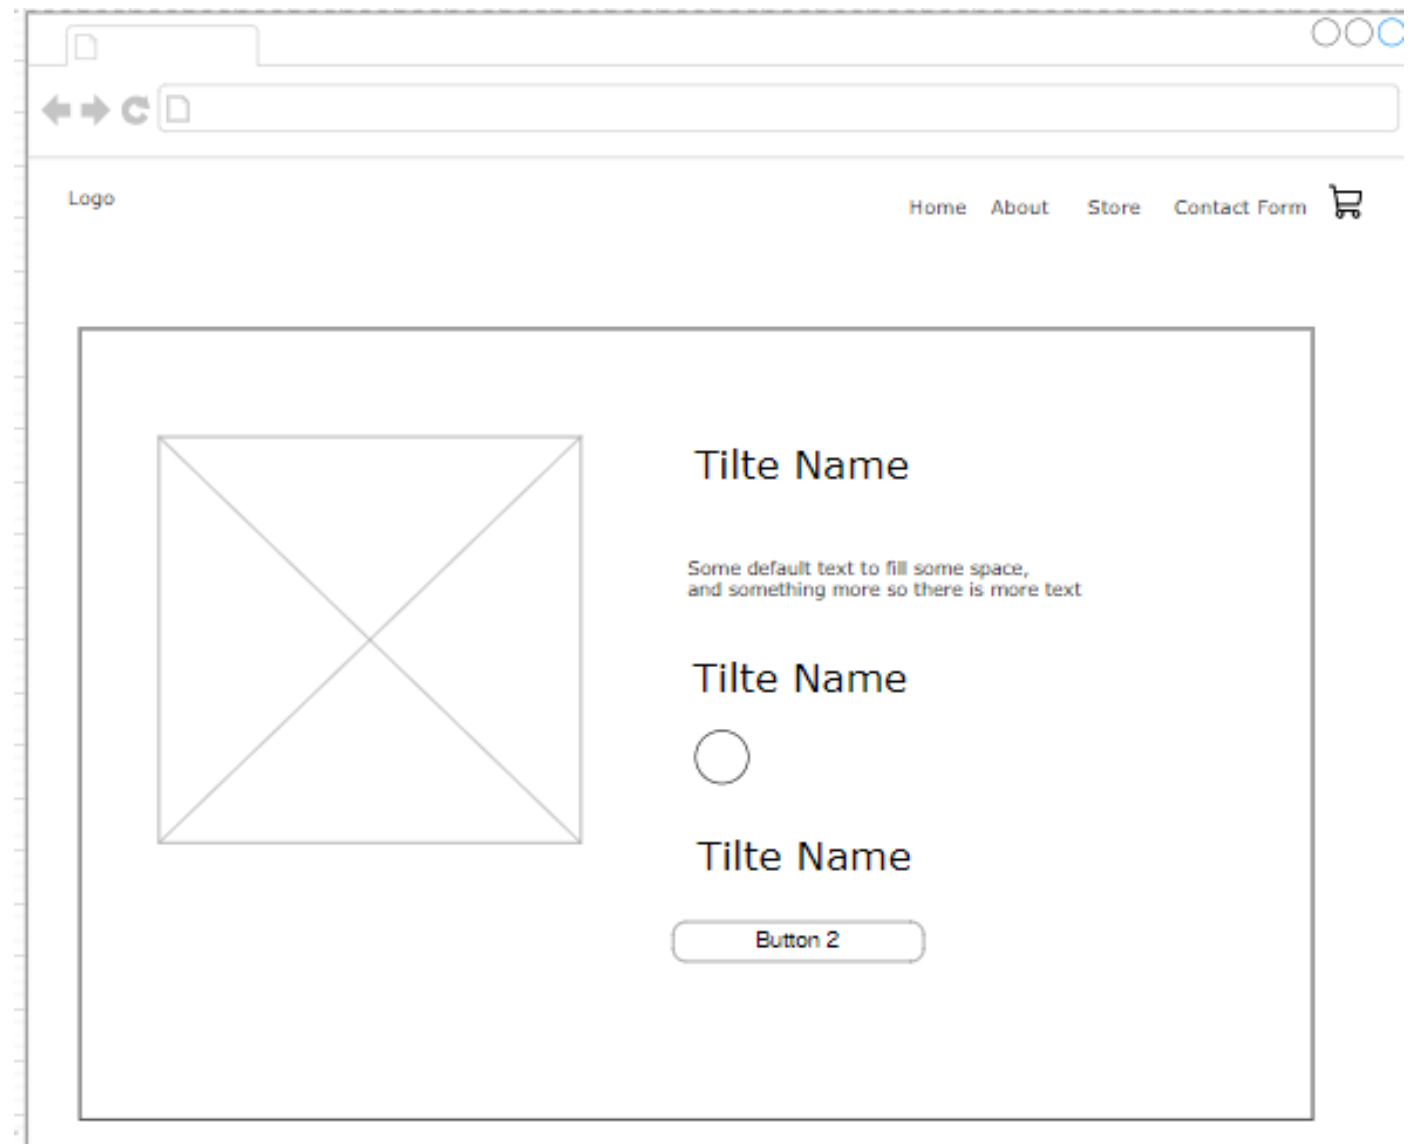 Logo
Home About Store Contact Form
Tilte Name
Some default text to fill some space,
and something more so there is more text
Tilte Name
Tilte Name
Button 2